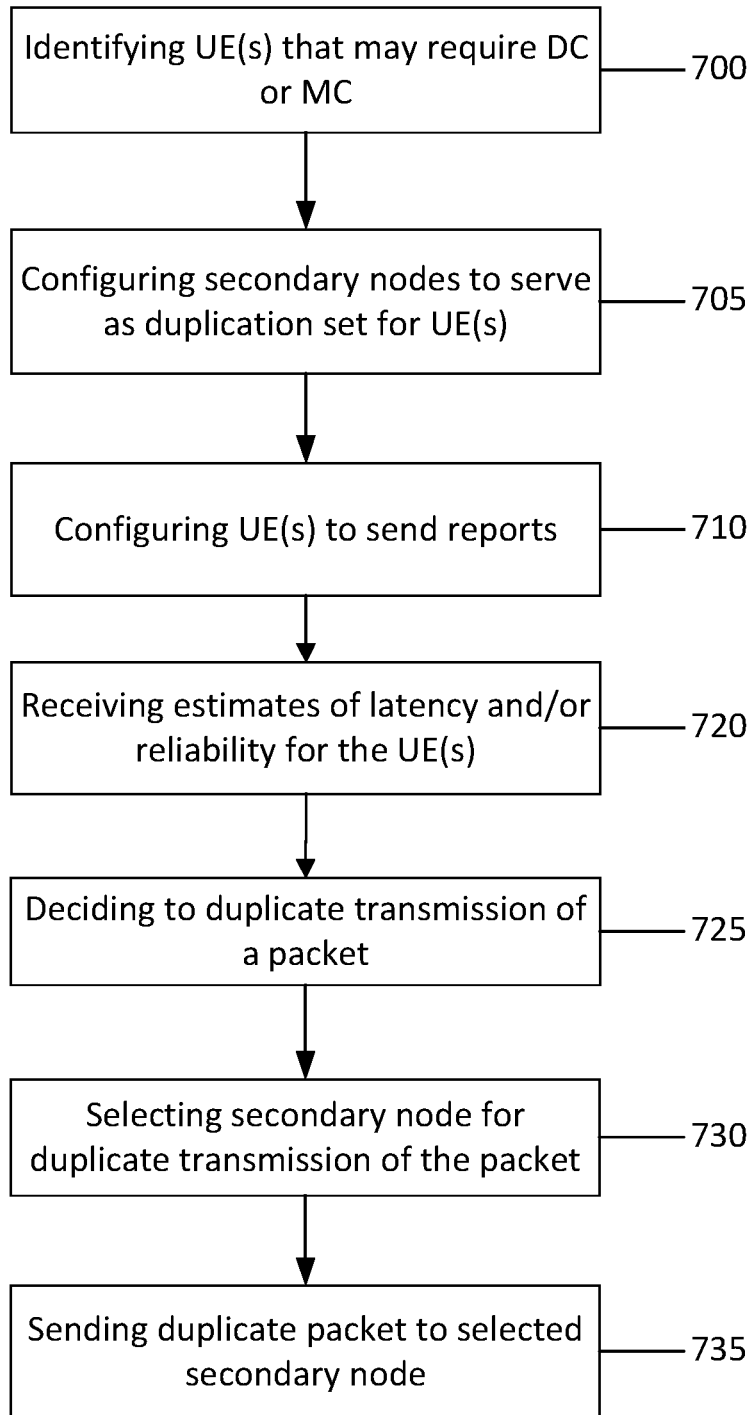 Identifying UE(s) that may require DC
or MC
700
Configuring secondary nodes to serve
as duplication set for UE(s)
705
Configuring UE(s) to send reports
710
Receiving estimates of latency and/or
reliability for the UE(s)
720
Deciding to duplicate transmission of
a packet
725
Selecting secondary node for
duplicate transmission of the packet
730
Sending duplicate packet to selected
secondary node
735